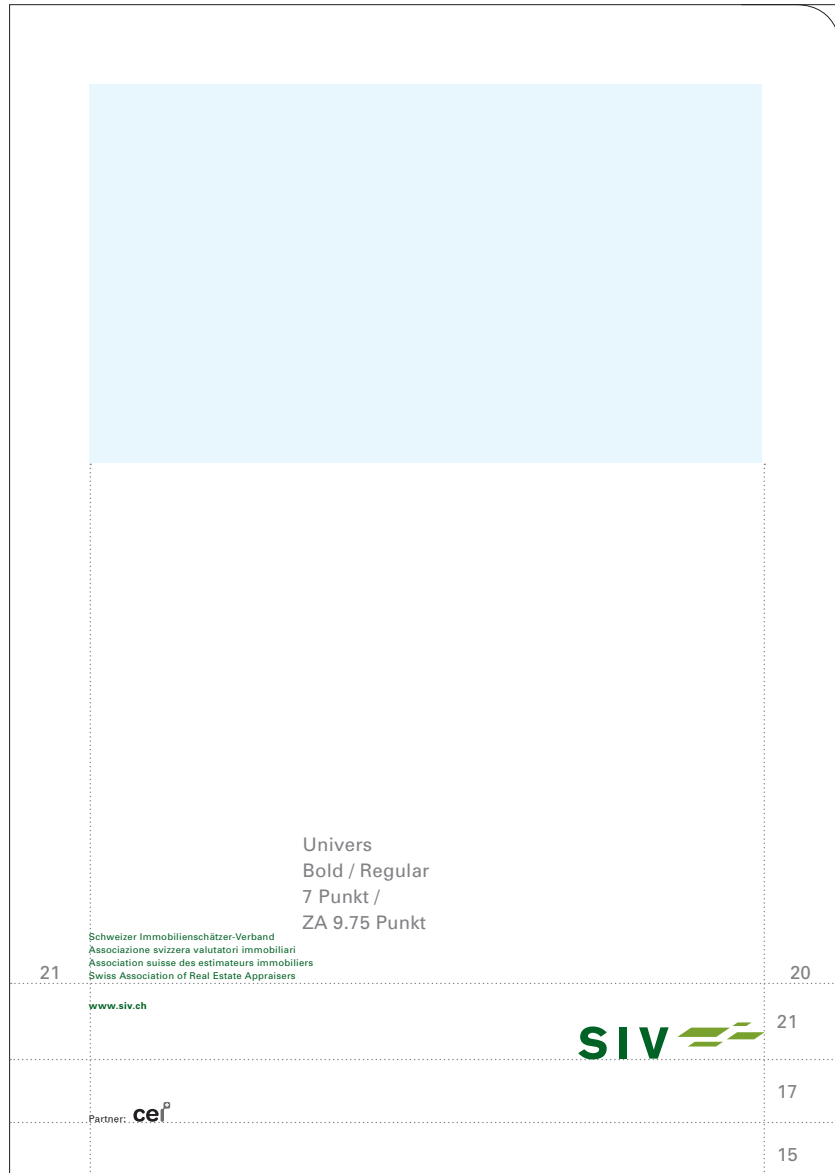 Univers
Bold / Regular
7 Punkt /
ZA 9.75 Punkt
Schweizer Immobilienschätzer-Verband
Associazione svizzera valutatori immobiliari
Association suisse des estimateurs immobiliers
Swiss Association of Real Estate Appraisers
21
20
www.siv.ch
21
SIV
17
Partner: cei
15